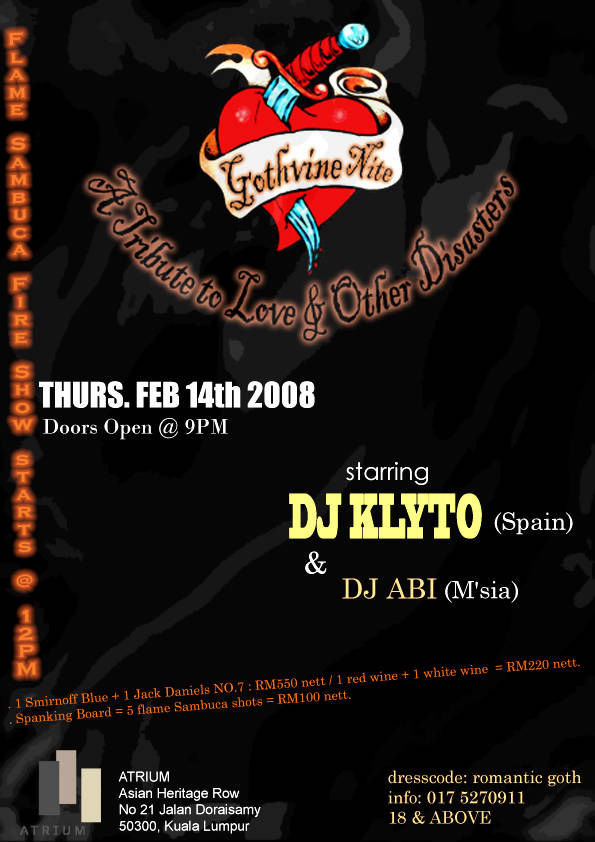 FLAME SAMBUCA FIRE SHOW STARTS @ 12PM
Gothvine Nite
A Tribute to Love & Other Disasters
THURS. FEB 14th 2008
Doors Open @ 9PM
starring
DJ KLYTO (Spain)
&
DJ ABI (M'sia)
. 1 Smirnoff Blue + 1 Jack Daniels NO.7 : RM550 nett / 1 red wine + 1 white wine = RM220 nett.
. Spanking Board = 5 flame Sambuca shots = RM100 nett.
ATRIUM
ATRIUM
Asian Heritage Row
No 21 Jalan Doraisamy
50300, Kuala Lumpur
dresscode: romantic goth
info: 017 5270911
18 & ABOVE